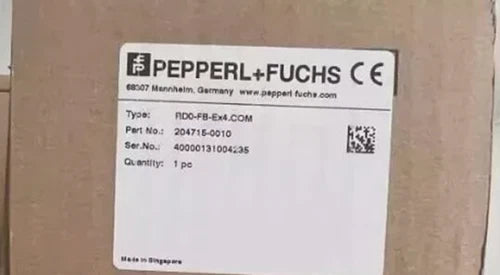 PEPPERL+FUCHS CE
68307 Mannheim, Germany www.pepperl-fuchs.com
Type: RD0-FB-Ex4.COM
Part No.: 204715-0010
Ser.No.: 40000131004235
Quantity: 1 pc
Made in Singapore